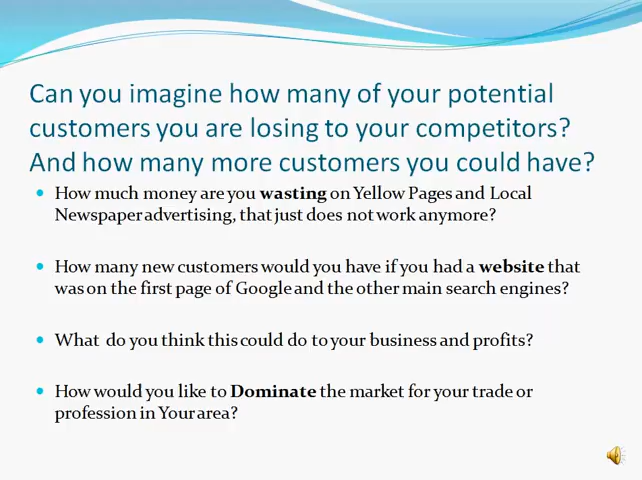 Can you imagine how many of your potential
customers you are losing to your competitors?
And how many more customers you could have?
• How much money are you wasting on Yellow Pages and Local
Newspaper advertising, that just does not work anymore?
• How many new customers would you have if you had a website that
was on the first page of Google and the other main search engines?
• What do you think this could do to your business and profits?
• How would you like to Dominate the market for your trade or
profession in Your area?